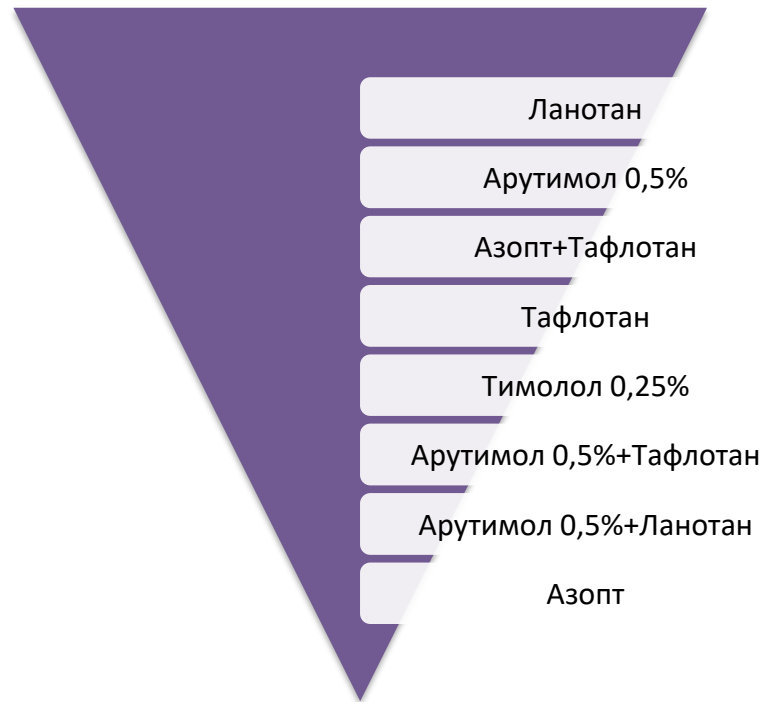 Ланотан
Арутимол 0,5%
Азопт+Тафлотан
Тафлотан
Тимолол 0,25%
Арутимол 0,5%+Тафлотан
Арутимол 0,5%+Ланотан
Азопт